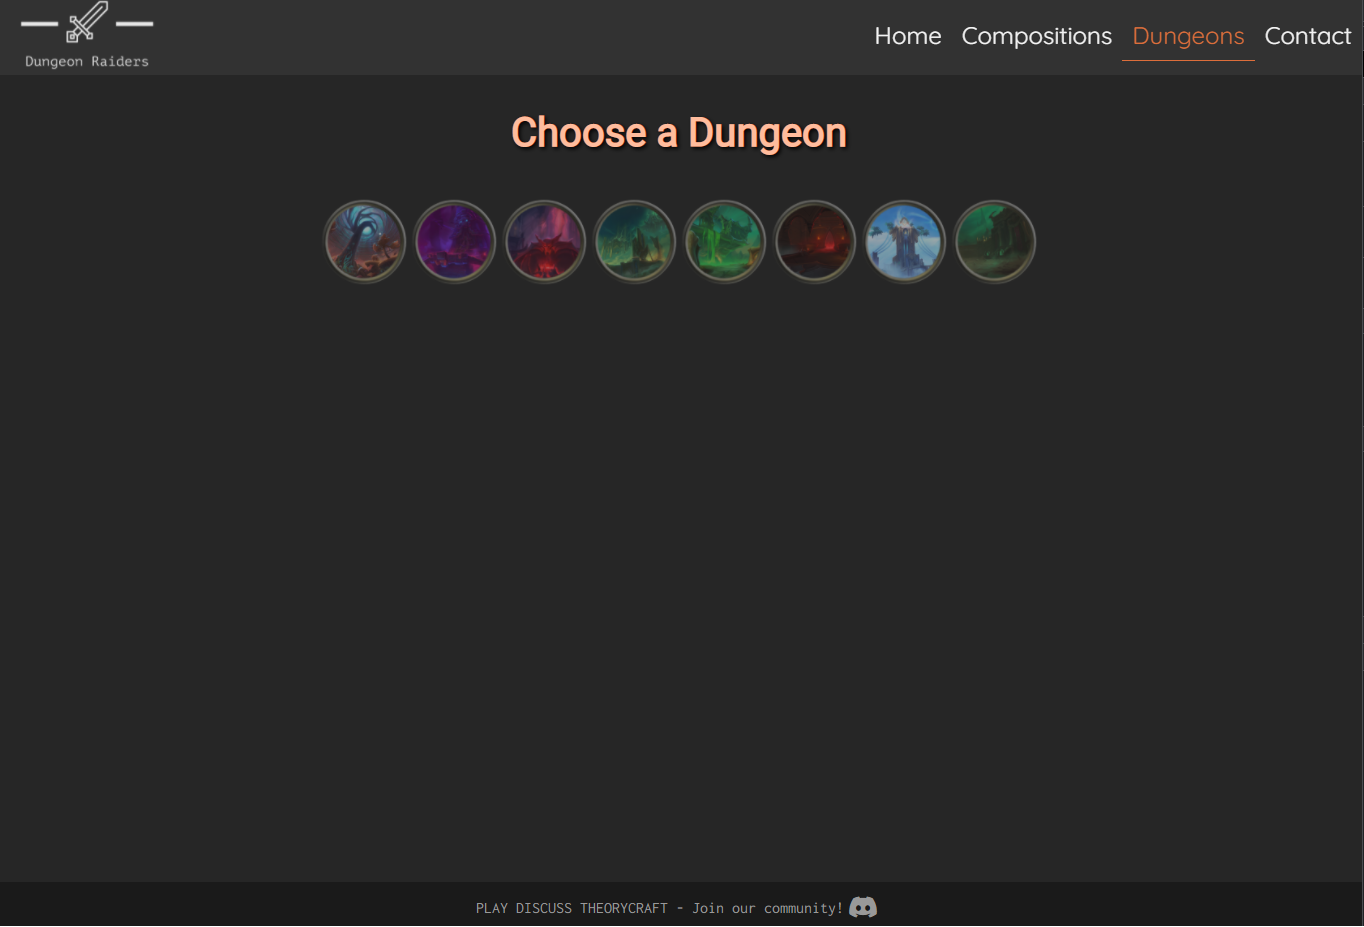 Dungeon Raiders
Home Compositions Dungeons Contact
Choose a Dungeon
PLAY DISCUSS THEORYCRAFT - Join our community!